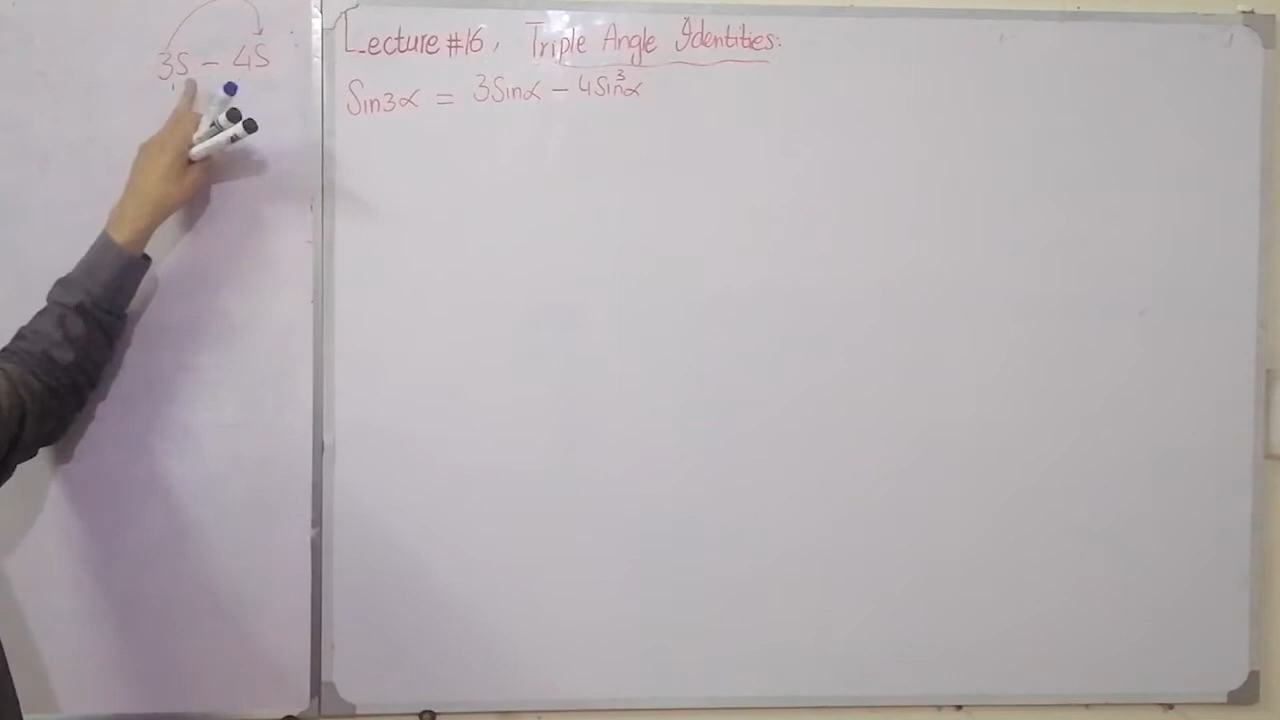 3S - 4S
Lecture #16, Triple Angle Identities:
Sin3α = 3Sinα - 4Sin³α